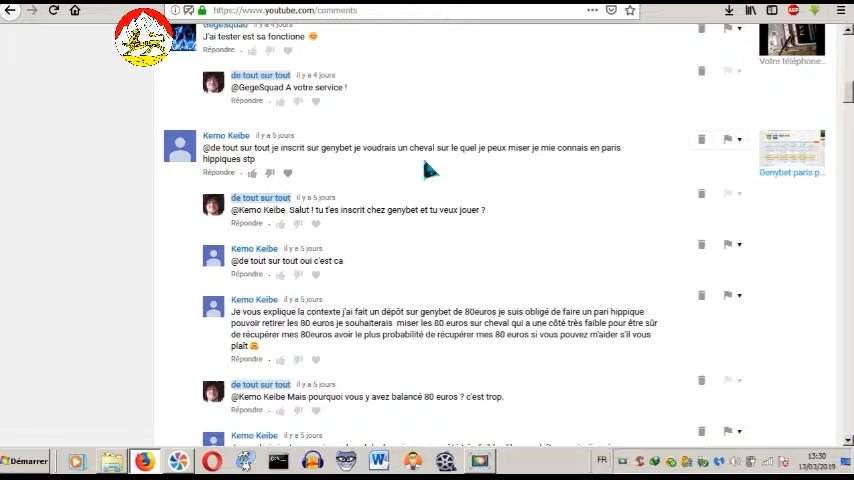 https://www.youtube.com/comments
GegeSquad il y a 4 jours
J'ai tester est sa fonctione
Répondre
Votre téléphone...
de tout sur tout il y a 4 jours
@GegeSquad A votre service !
Répondre
Kemo Keibe il y a 5 jours
@de tout sur tout je inscrit sur genybet je voudrais un cheval sur le quel je peux miser je mie connais en paris
hippiques stp
Répondre
Genybet paris p...
de tout sur tout il y a 5 jours
@Kemo Keibe Salut ! tu t'es inscrit chez genybet et tu veux jouer ?
Répondre
Kemo Keibe il y a 5 jours
@de tout sur tout oui c'est ca
Répondre
Kemo Keibe il y a 5 jours
Je vous explique la contexte j'ai fait un dépôt sur genybet de 80euros je suis obligé de faire un pari hippique
pouvoir retirer les 80 euros je souhaiterais miser les 80 euros sur cheval qui a une côté très faible pour être sûr
de récupérer mes 80euros avoir le plus probabilité de récupérer mes 80 euros si vous pouvez m'aider s'il vous
plaît
Répondre
de tout sur tout il y a 5 jours
@Kemo Keibe Mais pourquoi vous y avez balancé 80 euros ? c'est trop.
Répondre
Kemo Keibe il y a 5 jours
Démarrer
FR
13:30
13/03/2019